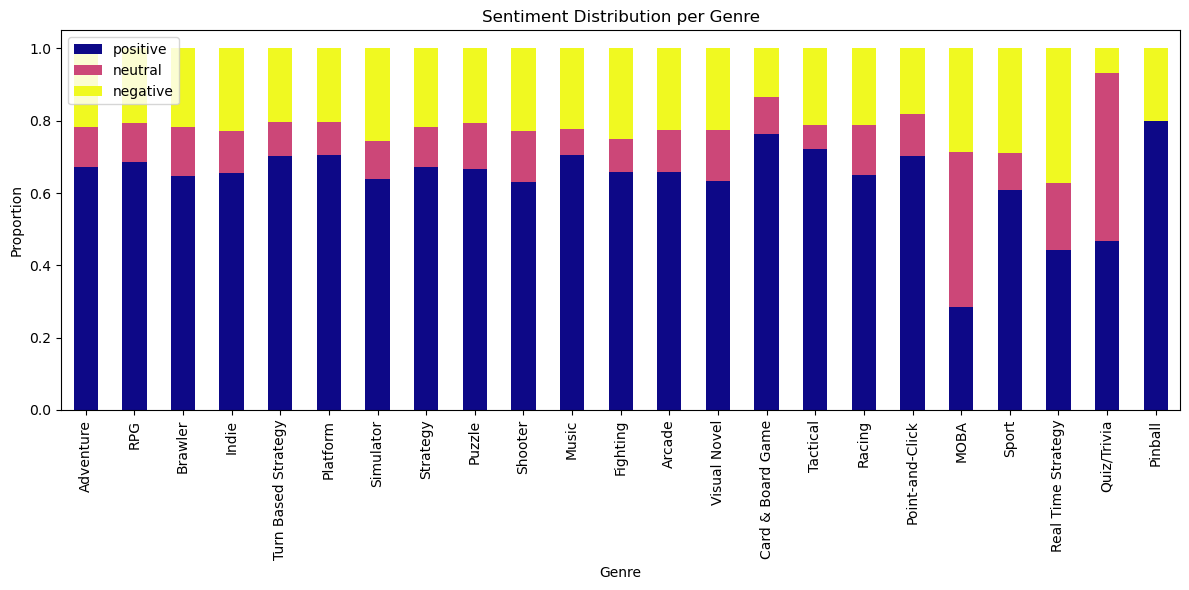 Sentiment Distribution per Genre
positive
neutral
negative
Proportion
1.0
0.8
0.6
0.4
0.2
0.0
Adventure
RPG
Brawler
Indie
Turn Based Strategy
Platform
Simulator
Strategy
Puzzle
Shooter
Music
Fighting
Arcade
Visual Novel
Card & Board Game
Tactical
Racing
Point-and-Click
MOBA
Sport
Real Time Strategy
Quiz/Trivia
Pinball
Genre